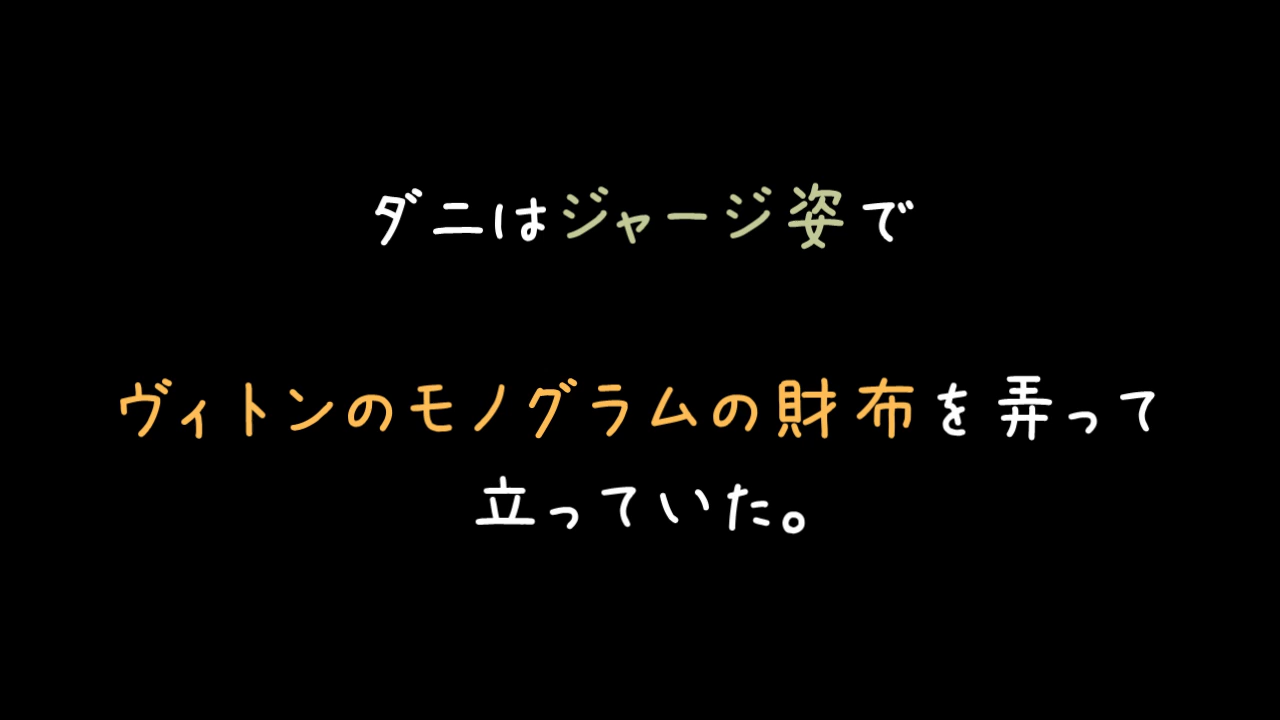 ダニはジャージ姿で
ヴィトンのモノグラムの財布を弄って
立っていた。